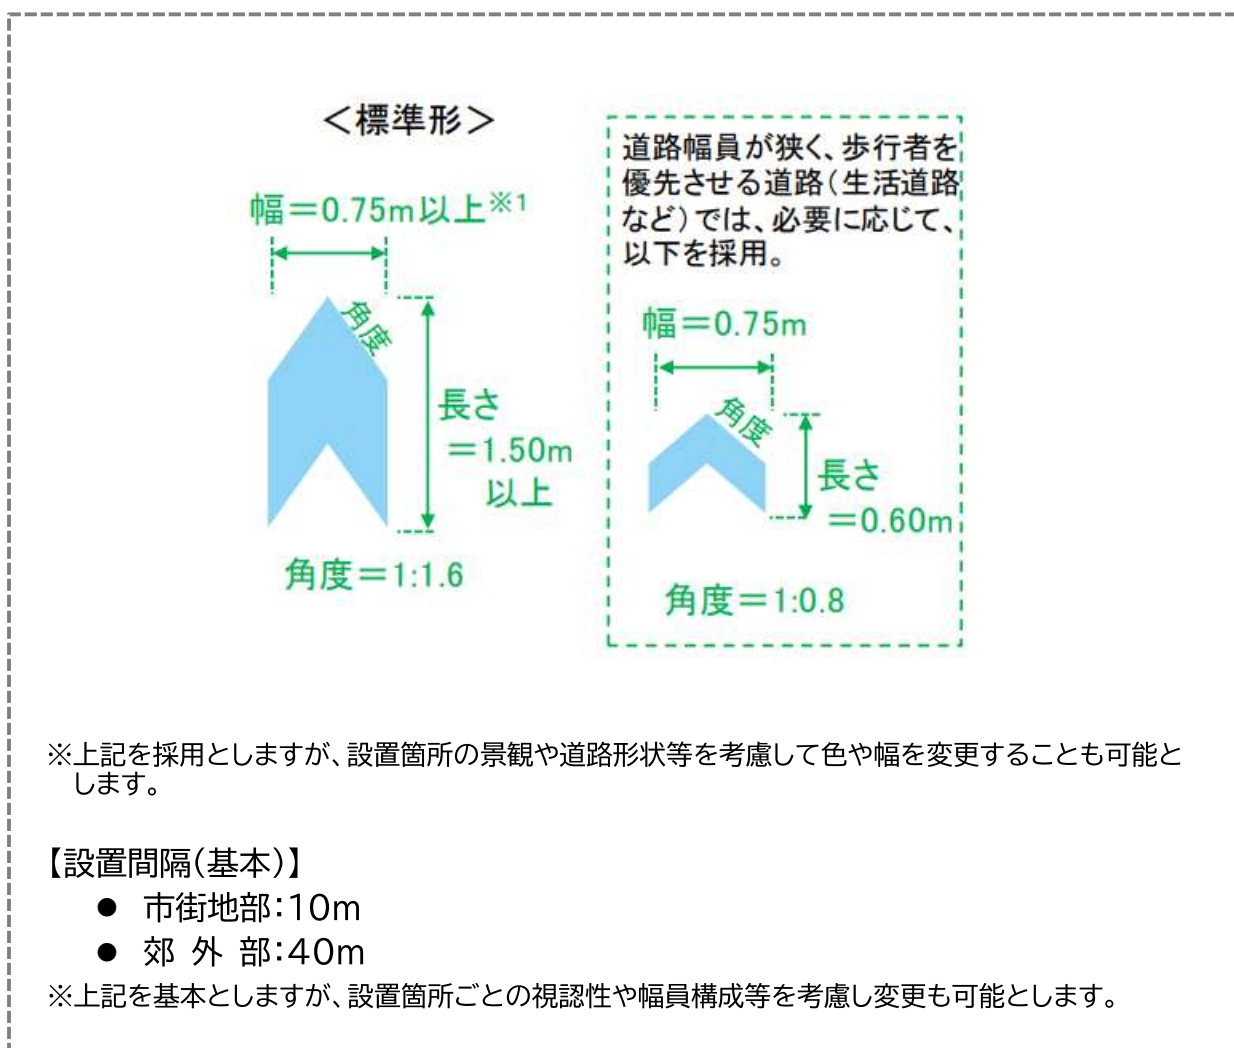 ＜標準形＞
幅＝0.75m以上※1
角度
長さ
＝1.50m
以上
角度＝1:1.6
道路幅員が狭く、歩行者を
優先させる道路（生活道路
など）では、必要に応じて、
以下を採用。
幅＝0.75m
角度
長さ
＝0.60m
角度＝1:0.8
※上記を採用としますが、設置箇所の景観や道路形状等を考慮して色や幅を変更することも可能と
します。
【設置間隔（基本）】
● 市街地部：10m
● 郊 外 部：40m
※上記を基本としますが、設置箇所ごとの視認性や幅員構成等を考慮し変更も可能とします。